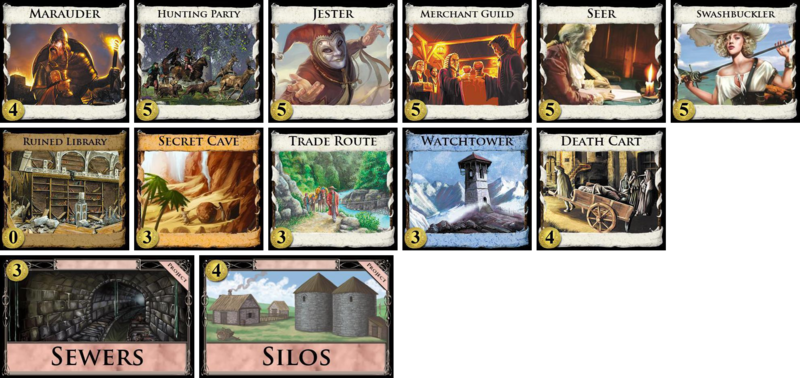 MARAUDER
4
HUNTING PARTY
5
JESTER
5
MERCHANT GUILD
5
SEER
5
SWASHBUCKLER
5
RUINED LIBRARY
0
SECRET CAVE
3
TRADE ROUTE
3
WATCHTOWER
3
DEATH CART
4
3
PROJECT
SEWERS
4
PROJECT
SILOS